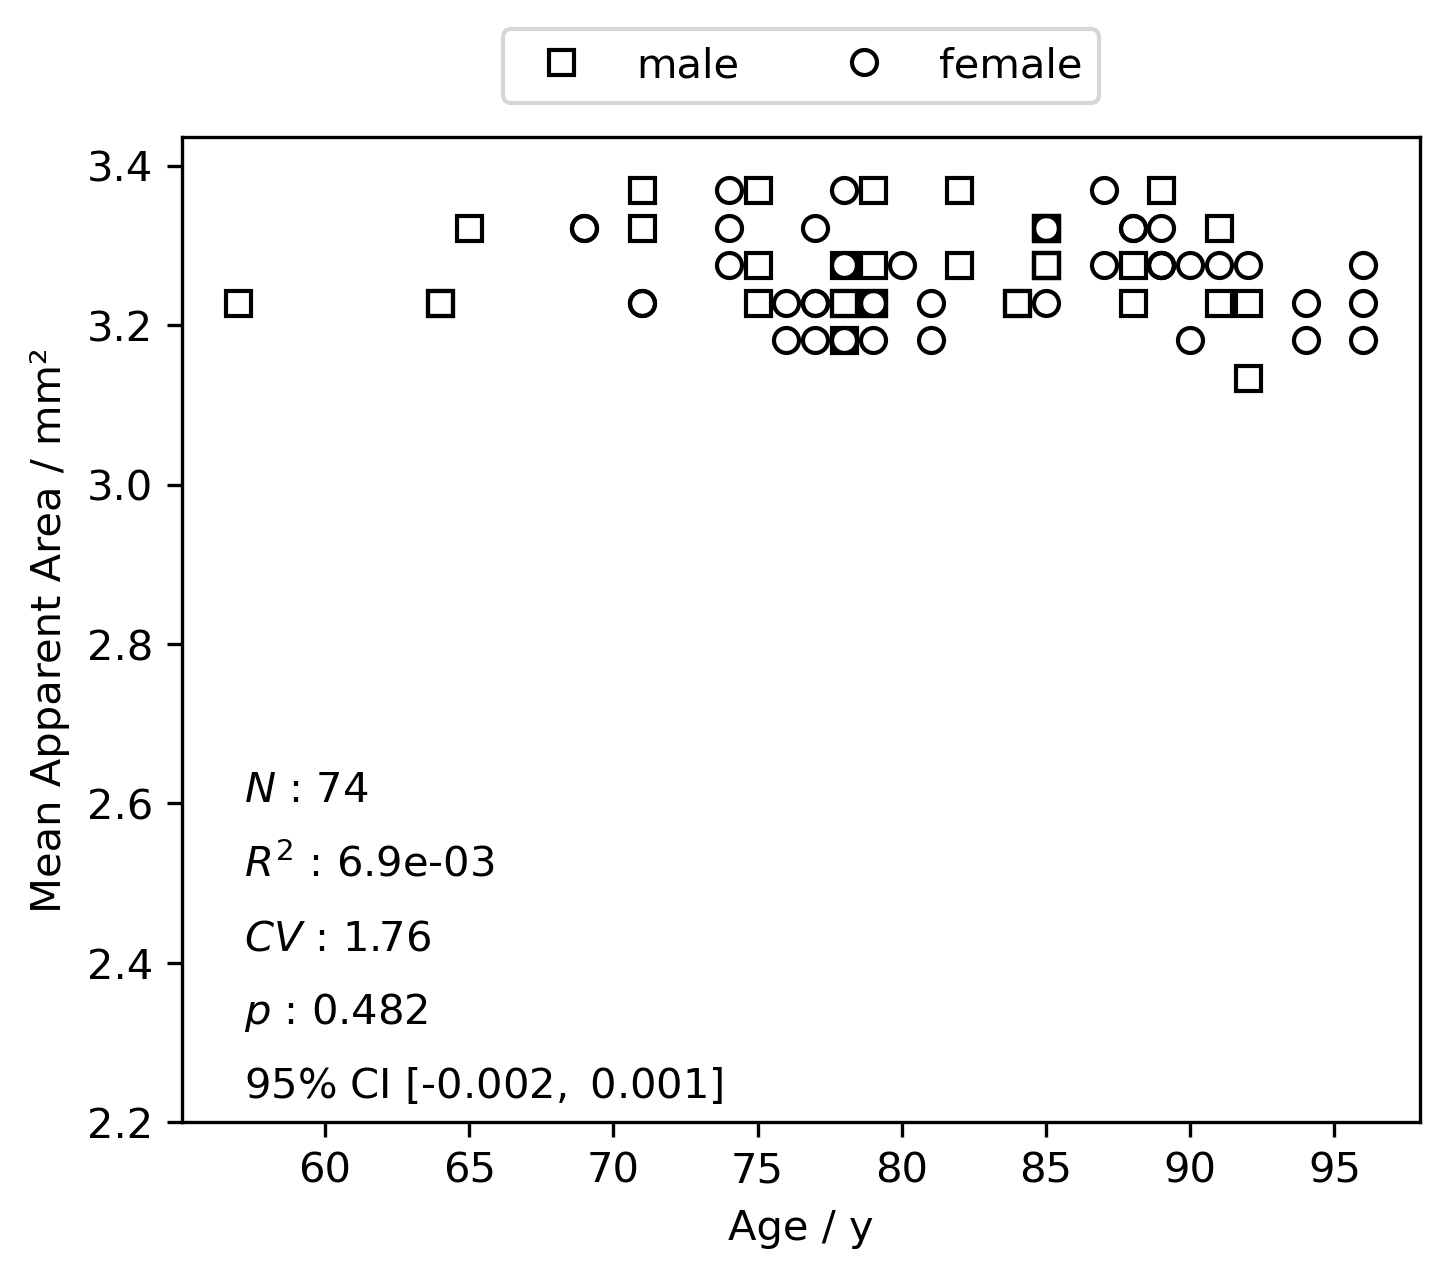 male female
3.4
3.2
3.0
2.8
2.6
2.4
2.2
Mean Apparent Area / mm²
N : 74
R² : 6.9e-03
CV : 1.76
p : 0.482
95% CI [-0.002, 0.001]
60 65 70 75 80 85 90 95
Age / y